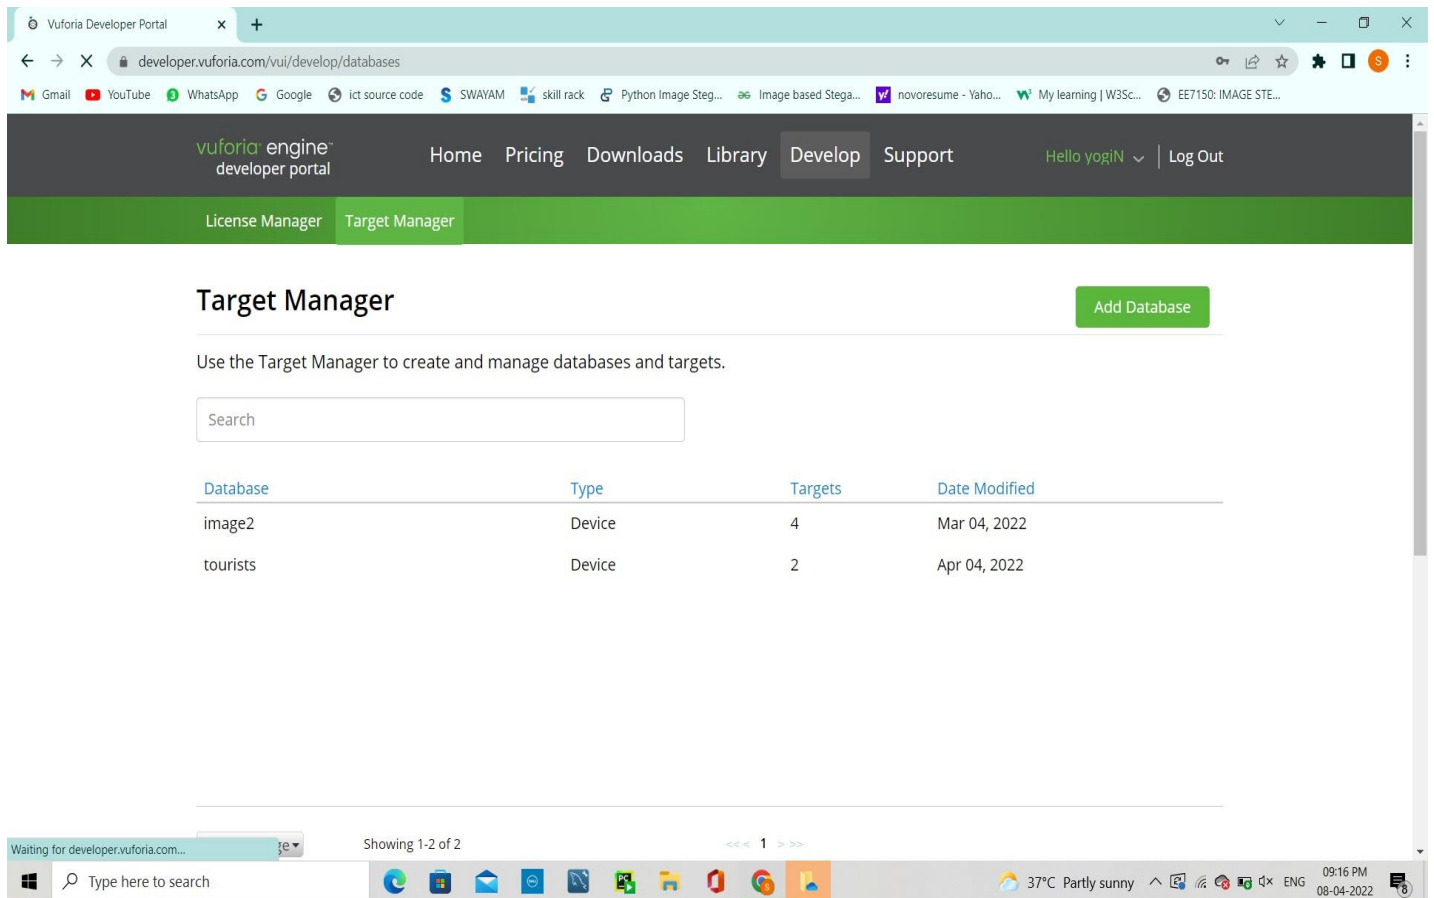 Vuforia Developer Portal
developer.vuforia.com/vui/develop/databases
Gmail YouTube WhatsApp Google ict source code SWAYAM skill rack Python Image Steg... Image based Stega... novoresume - Yaho... My learning | W3Sc... EE7150: IMAGE STE...
vuforia engine™
developer portal
Home Pricing Downloads Library Develop Support Hello yogiN Log Out
License Manager Target Manager
Target Manager
Add Database
Use the Target Manager to create and manage databases and targets.
Search
Database Type Targets Date Modified
image2 Device 4 Mar 04, 2022
tourists Device 2 Apr 04, 2022
Showing 1-2 of 2 <<< 1 > >>
Waiting for developer.vuforia.com...
Type here to search
37°C Partly sunny ENG
09:16 PM
08-04-2022
8